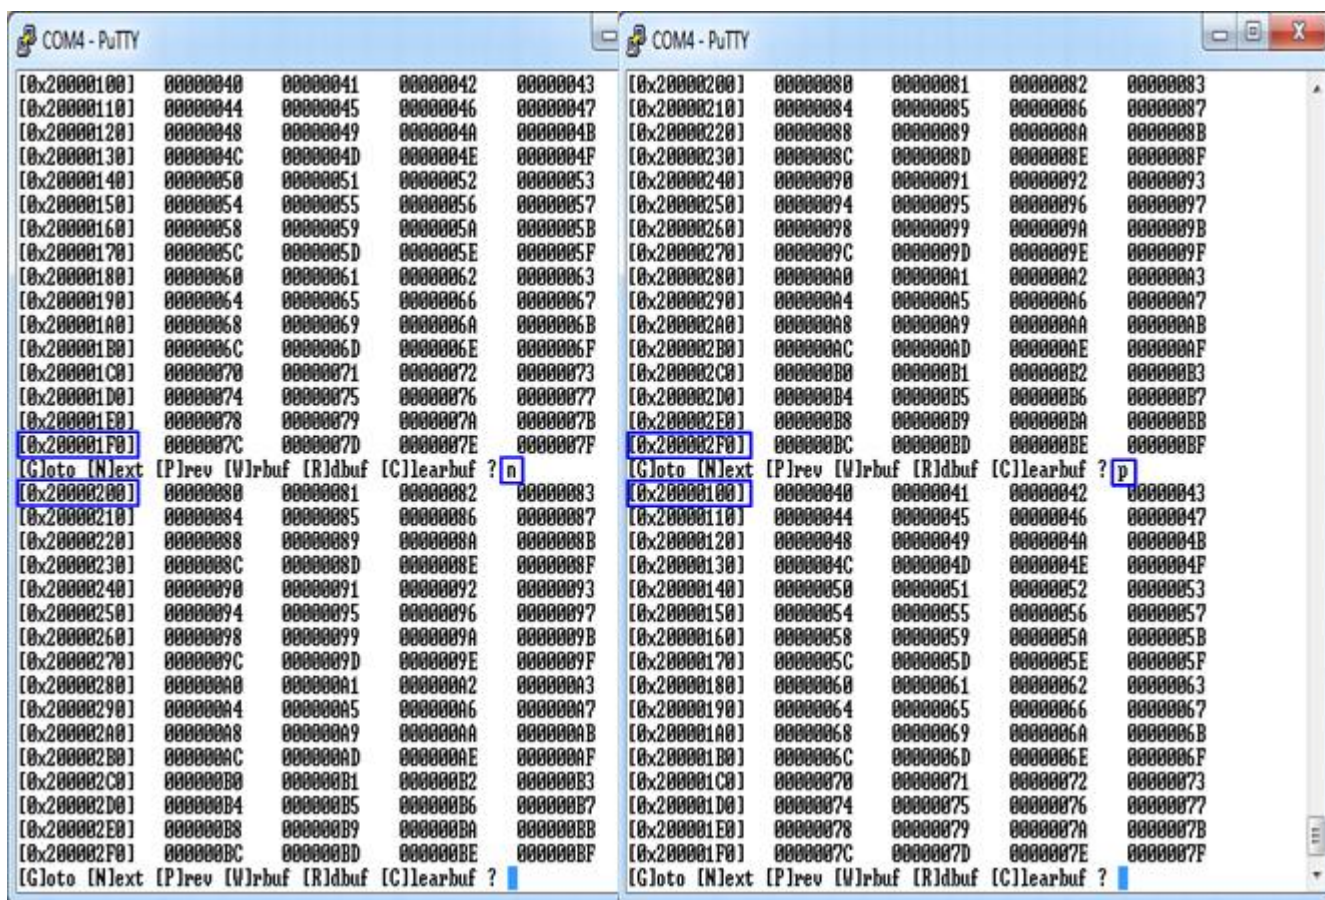 COM4 - PuTTY
[0x20000100] 00000040 00000041 00000042 00000043
[0x20000110] 00000044 00000045 00000046 00000047
[0x20000120] 00000048 00000049 0000004A 0000004B
[0x20000130] 0000004C 0000004D 0000004E 0000004F
[0x20000140] 00000050 00000051 00000052 00000053
[0x20000150] 00000054 00000055 00000056 00000057
[0x20000160] 00000058 00000059 0000005A 0000005B
[0x20000170] 0000005C 0000005D 0000005E 0000005F
[0x20000180] 00000060 00000061 00000062 00000063
[0x20000190] 00000064 00000065 00000066 00000067
[0x200001A0] 00000068 00000069 0000006A 0000006B
[0x200001B0] 0000006C 0000006D 0000006E 0000006F
[0x200001C0] 00000070 00000071 00000072 00000073
[0x200001D0] 00000074 00000075 00000076 00000077
[0x200001E0] 00000078 00000079 0000007A 0000007B
[0x200001F0] 0000007C 0000007D 0000007E 0000007F
[G]oto [N]ext [P]rev [W]rbuf [R]dbuf [C]learbuf ? n
[0x20000200] 00000080 00000081 00000082 00000083
[0x20000210] 00000084 00000085 00000086 00000087
[0x20000220] 00000088 00000089 0000008A 0000008B
[0x20000230] 0000008C 0000008D 0000008E 0000008F
[0x20000240] 00000090 00000091 00000092 00000093
[0x20000250] 00000094 00000095 00000096 00000097
[0x20000260] 00000098 00000099 0000009A 0000009B
[0x20000270] 0000009C 0000009D 0000009E 0000009F
[0x20000280] 000000A0 000000A1 000000A2 000000A3
[0x20000290] 000000A4 000000A5 000000A6 000000A7
[0x200002A0] 000000A8 000000A9 000000AA 000000AB
[0x200002B0] 000000AC 000000AD 000000AE 000000AF
[0x200002C0] 000000B0 000000B1 000000B2 000000B3
[0x200002D0] 000000B4 000000B5 000000B6 000000B7
[0x200002E0] 000000B8 000000B9 000000BA 000000BB
[0x200002F0] 000000BC 000000BD 000000BE 000000BF
[G]oto [N]ext [P]rev [W]rbuf [R]dbuf [C]learbuf ?
COM4 - PuTTY
[0x20000200] 00000080 00000081 00000082 00000083
[0x20000210] 00000084 00000085 00000086 00000087
[0x20000220] 00000088 00000089 0000008A 0000008B
[0x20000230] 0000008C 0000008D 0000008E 0000008F
[0x20000240] 00000090 00000091 00000092 00000093
[0x20000250] 00000094 00000095 00000096 00000097
[0x20000260] 00000098 00000099 0000009A 0000009B
[0x20000270] 0000009C 0000009D 0000009E 0000009F
[0x20000280] 000000A0 000000A1 000000A2 000000A3
[0x20000290] 000000A4 000000A5 000000A6 000000A7
[0x200002A0] 000000A8 000000A9 000000AA 000000AB
[0x200002B0] 000000AC 000000AD 000000AE 000000AF
[0x200002C0] 000000B0 000000B1 000000B2 000000B3
[0x200002D0] 000000B4 000000B5 000000B6 000000B7
[0x200002E0] 000000B8 000000B9 000000BA 000000BB
[0x200002F0] 000000BC 000000BD 000000BE 000000BF
[G]oto [N]ext [P]rev [W]rbuf [R]dbuf [C]learbuf ? p
[0x20000100] 00000040 00000041 00000042 00000043
[0x20000110] 00000044 00000045 00000046 00000047
[0x20000120] 00000048 00000049 0000004A 0000004B
[0x20000130] 0000004C 0000004D 0000004E 0000004F
[0x20000140] 00000050 00000051 00000052 00000053
[0x20000150] 00000054 00000055 00000056 00000057
[0x20000160] 00000058 00000059 0000005A 0000005B
[0x20000170] 0000005C 0000005D 0000005E 0000005F
[0x20000180] 00000060 00000061 00000062 00000063
[0x20000190] 00000064 00000065 00000066 00000067
[0x200001A0] 00000068 00000069 0000006A 0000006B
[0x200001B0] 0000006C 0000006D 0000006E 0000006F
[0x200001C0] 00000070 00000071 00000072 00000073
[0x200001D0] 00000074 00000075 00000076 00000077
[0x200001E0] 00000078 00000079 0000007A 0000007B
[0x200001F0] 0000007C 0000007D 0000007E 0000007F
[G]oto [N]ext [P]rev [W]rbuf [R]dbuf [C]learbuf ?